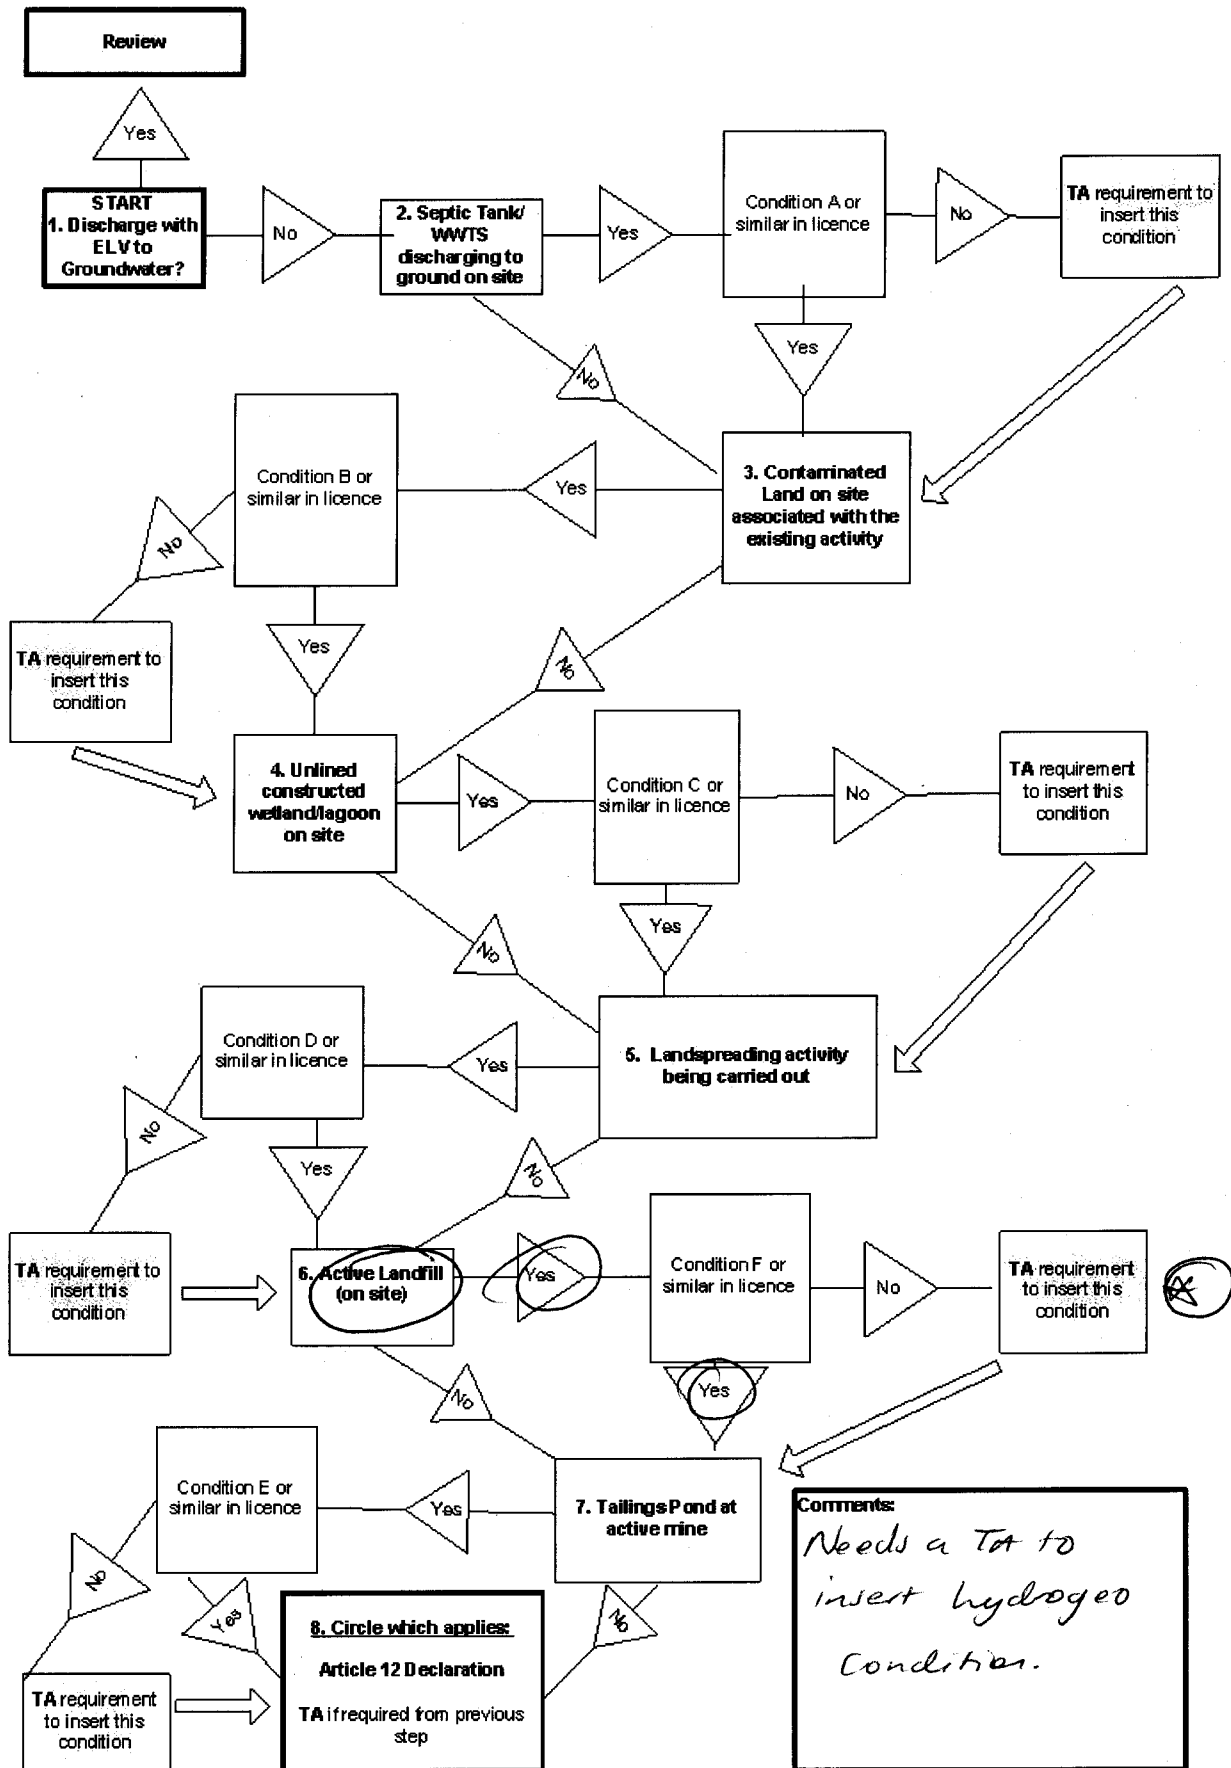 Review
Yes
START
1. Discharge with
ELV to
Groundwater?
No
2. Septic Tank/
WWTS
discharging to
ground on site
Yes
Condition A or
similar in licence
No
TA requirement to
insert this
condition
Yes
No
3. Contaminated
Land on site
associated with the
existing activity
Yes
Condition B or
similar in licence
No
TA requirement to
insert this
condition
Yes
No
4. Unlined
constructed
wetland/lagoon
on site
Yes
Condition C or
similar in licence
No
TA requirement
to insert this
condition
Yes
No
5. Landspreading activity
being carried out
Yes
Condition D or
similar in licence
No
TA requirement to
insert this
condition
Yes
No
6. Active Landfill
(on site)
Yes
Condition F or
similar in licence
No
TA requirement
to insert this
condition
Yes
No
7. Tailings Pond at
active mine
Yes
Condition E or
similar in licence
No
TA requirement
to insert this
condition
Yes
No
8. Circle which applies:
Article 12 Declaration
TA if required from previous
step
Comments:
Needs a TA to
insert hydrogeo
Condition.